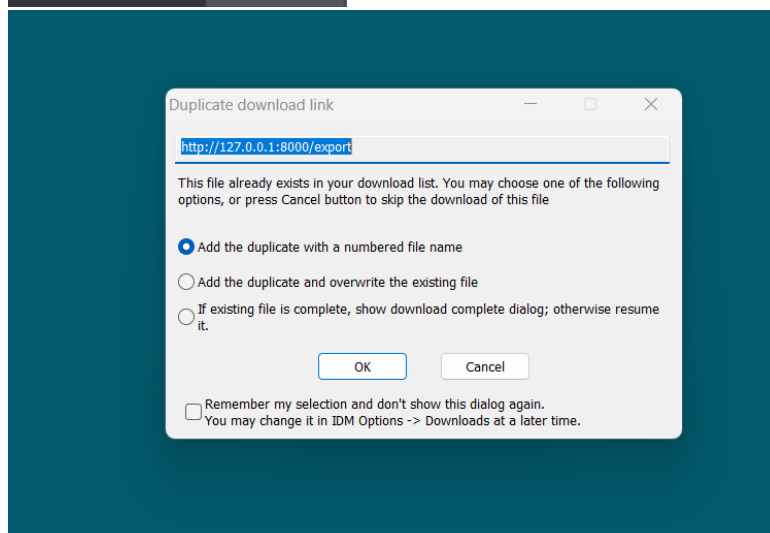 Duplicate download link
http://127.0.0.1:8000/export
This file already exists in your download list. You may choose one of the following
options, or press Cancel button to skip the download of this file
Add the duplicate with a numbered file name
Add the duplicate and overwrite the existing file
If existing file is complete, show download complete dialog; otherwise resume
it.
OK Cancel
Remember my selection and don't show this dialog again.
You may change it in IDM Options -> Downloads at a later time.